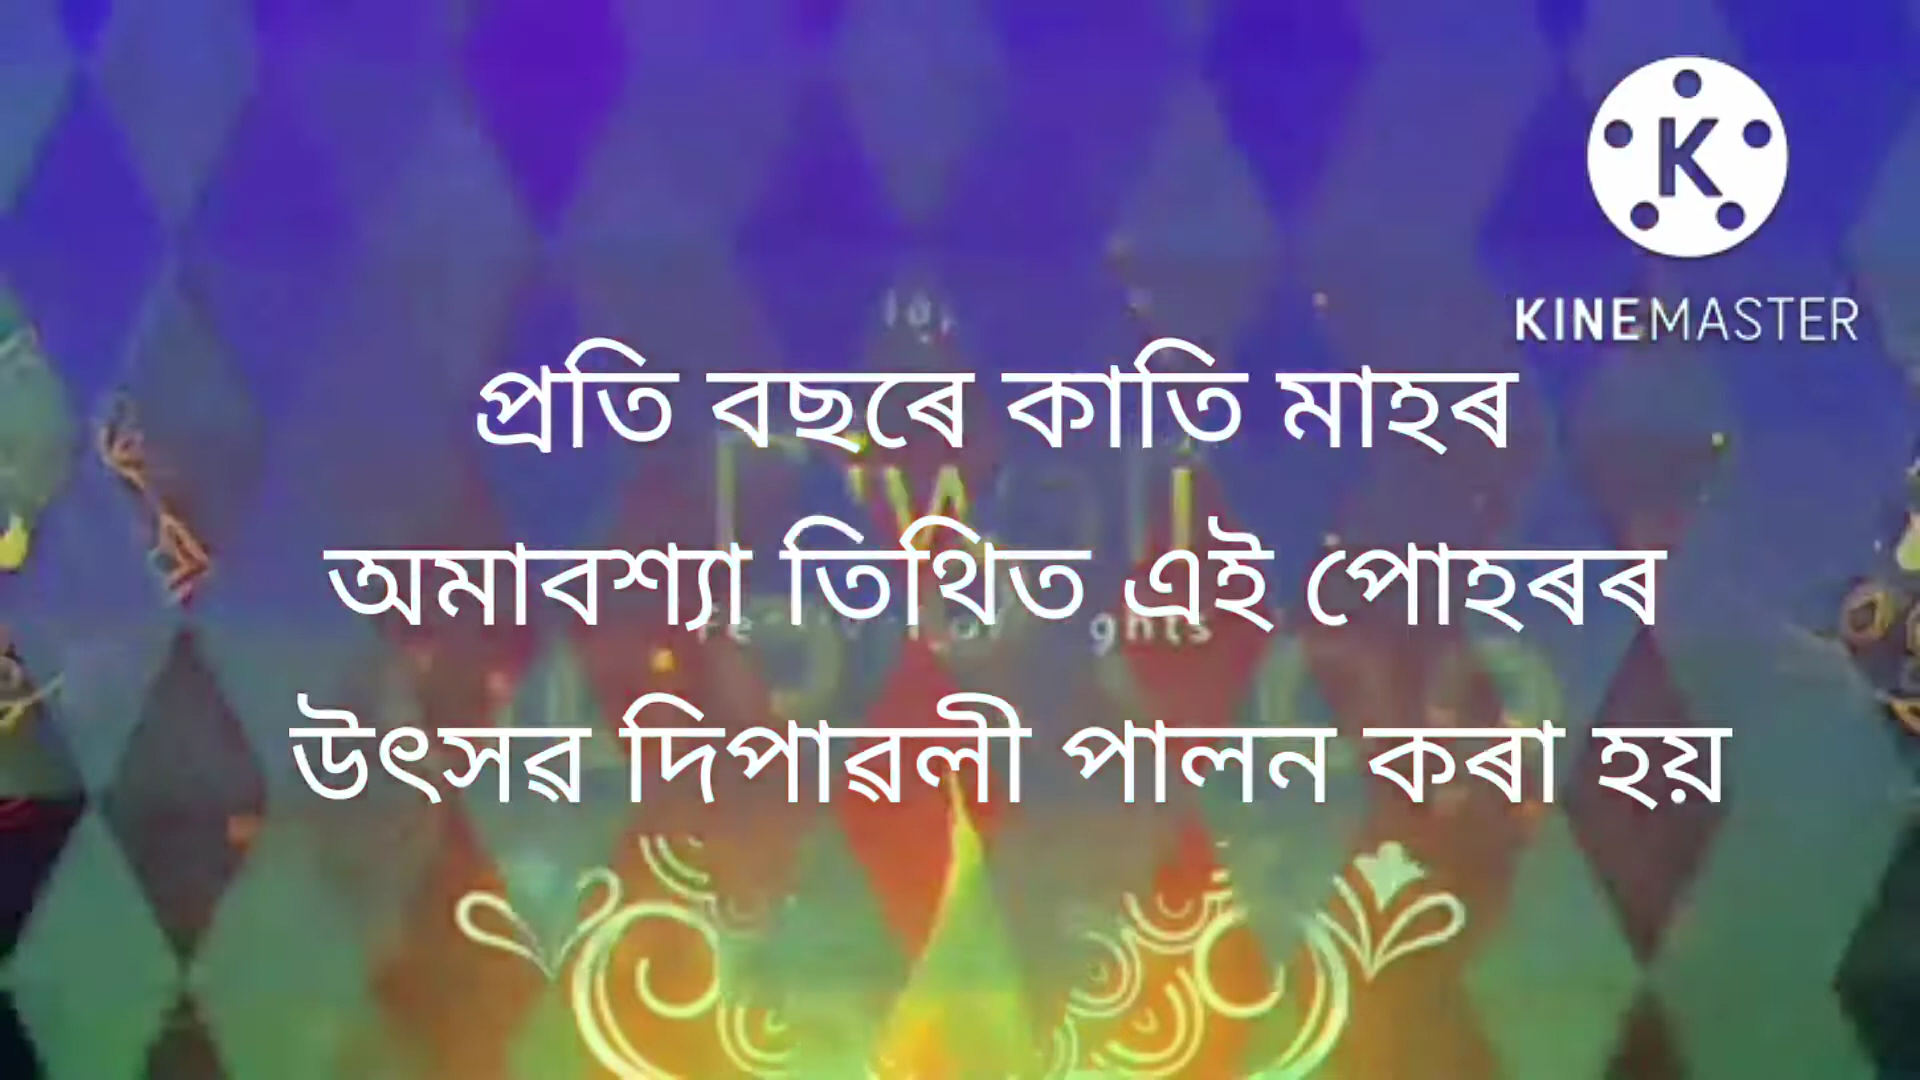 KINEMASTER
প্ৰতি বছৰে কাতি মাহৰ
অমাবশ্যা তিথিত এই পোহৰৰ
উৎসৱ দিপাৱলী পালন কৰা হয়